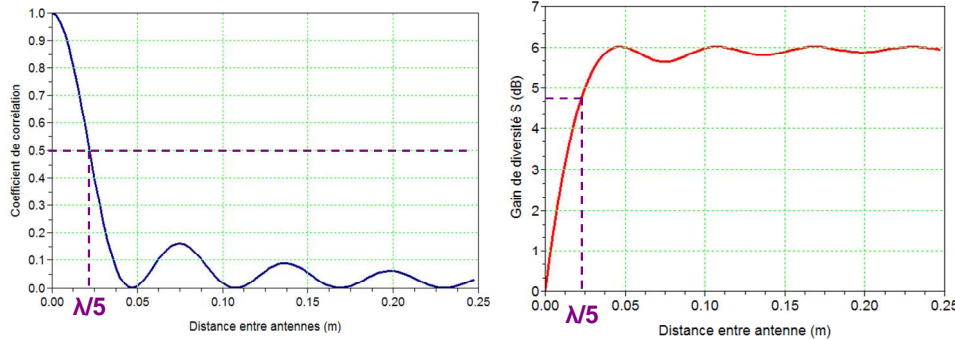 Coefficient de corrélation
1.0
0.9
0.8
0.7
0.6
0.5
0.4
0.3
0.2
0.1
0.0
0.00 0.05 0.10 0.15 0.20 0.25
λ/5
Distance entre antennes (m)
Gain de diversité S (dB)
7
6
5
4
3
2
1
0
0.00 0.05 0.10 0.15 0.20 0.25
λ/5
Distance entre antenne (m)